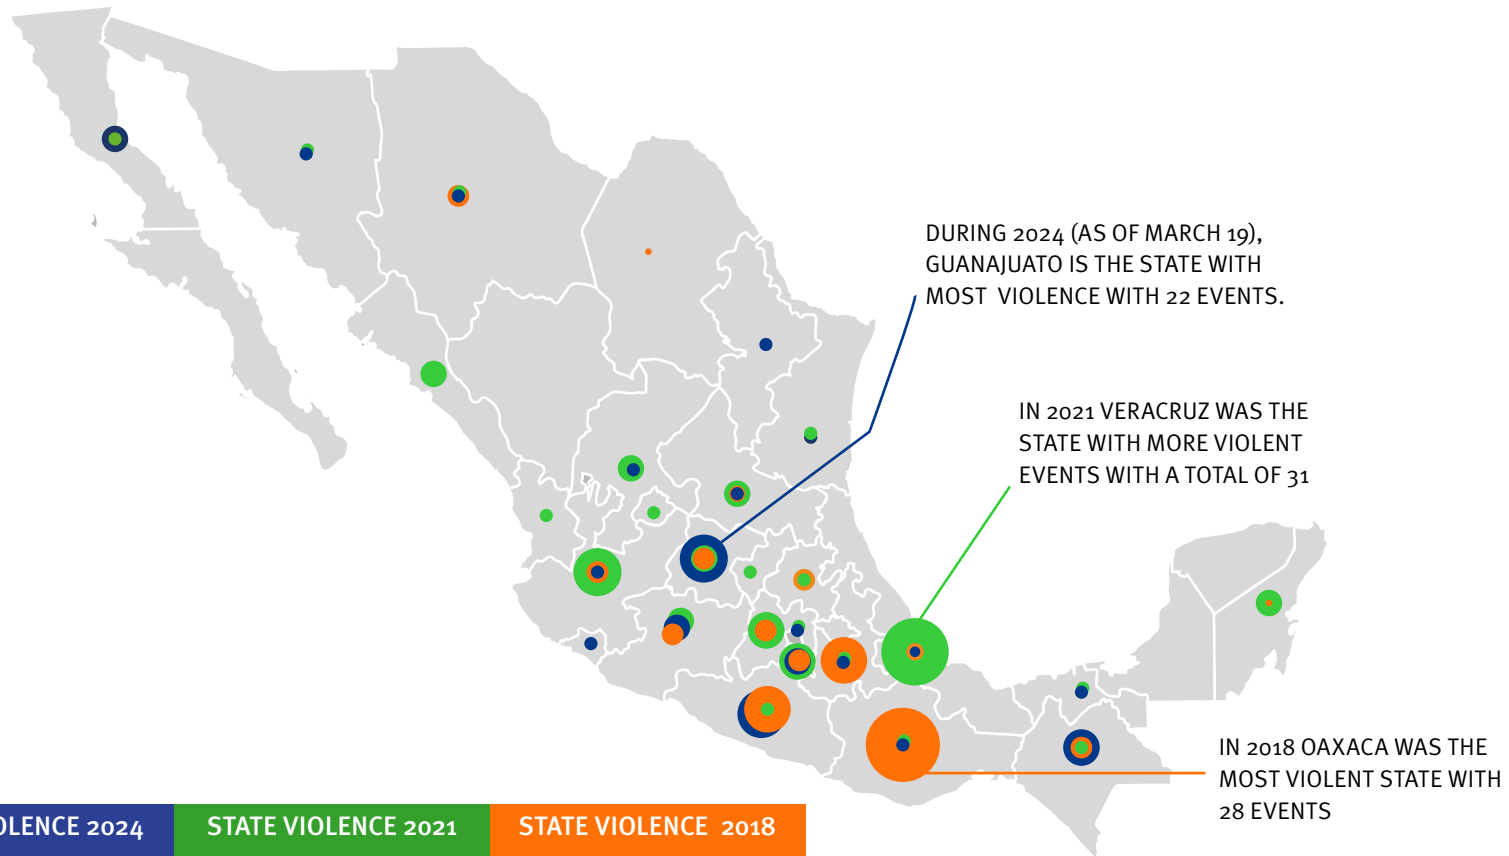 DURING 2024 (AS OF MARCH 19),
GUANAJUATO IS THE STATE WITH
MOST VIOLENCE WITH 22 EVENTS.
IN 2021 VERACRUZ WAS THE
STATE WITH MORE VIOLENT
EVENTS WITH A TOTAL OF 31
IN 2018 OAXACA WAS THE
MOST VIOLENT STATE WITH
28 EVENTS
OLENCE 2024
STATE VIOLENCE 2021
STATE VIOLENCE 2018